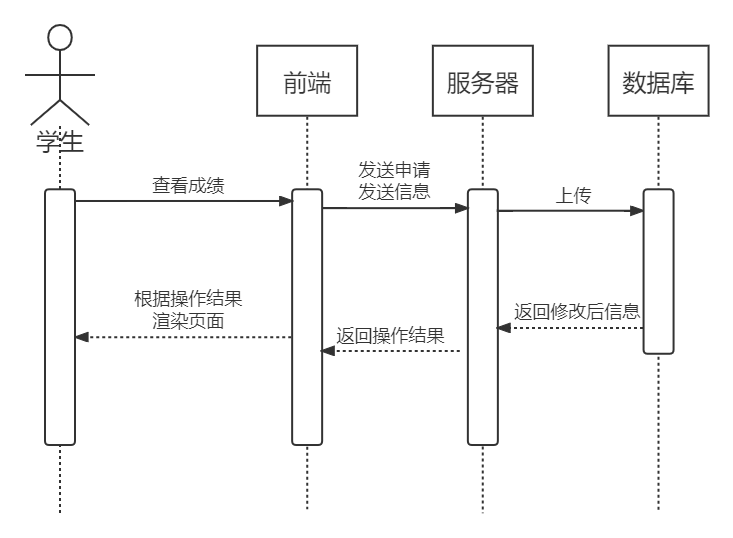 前端
服务器
数据库
学生
查看成绩
发送申请
发送信息
上传
根据操作结果
渲染页面
返回操作结果
返回修改后信息